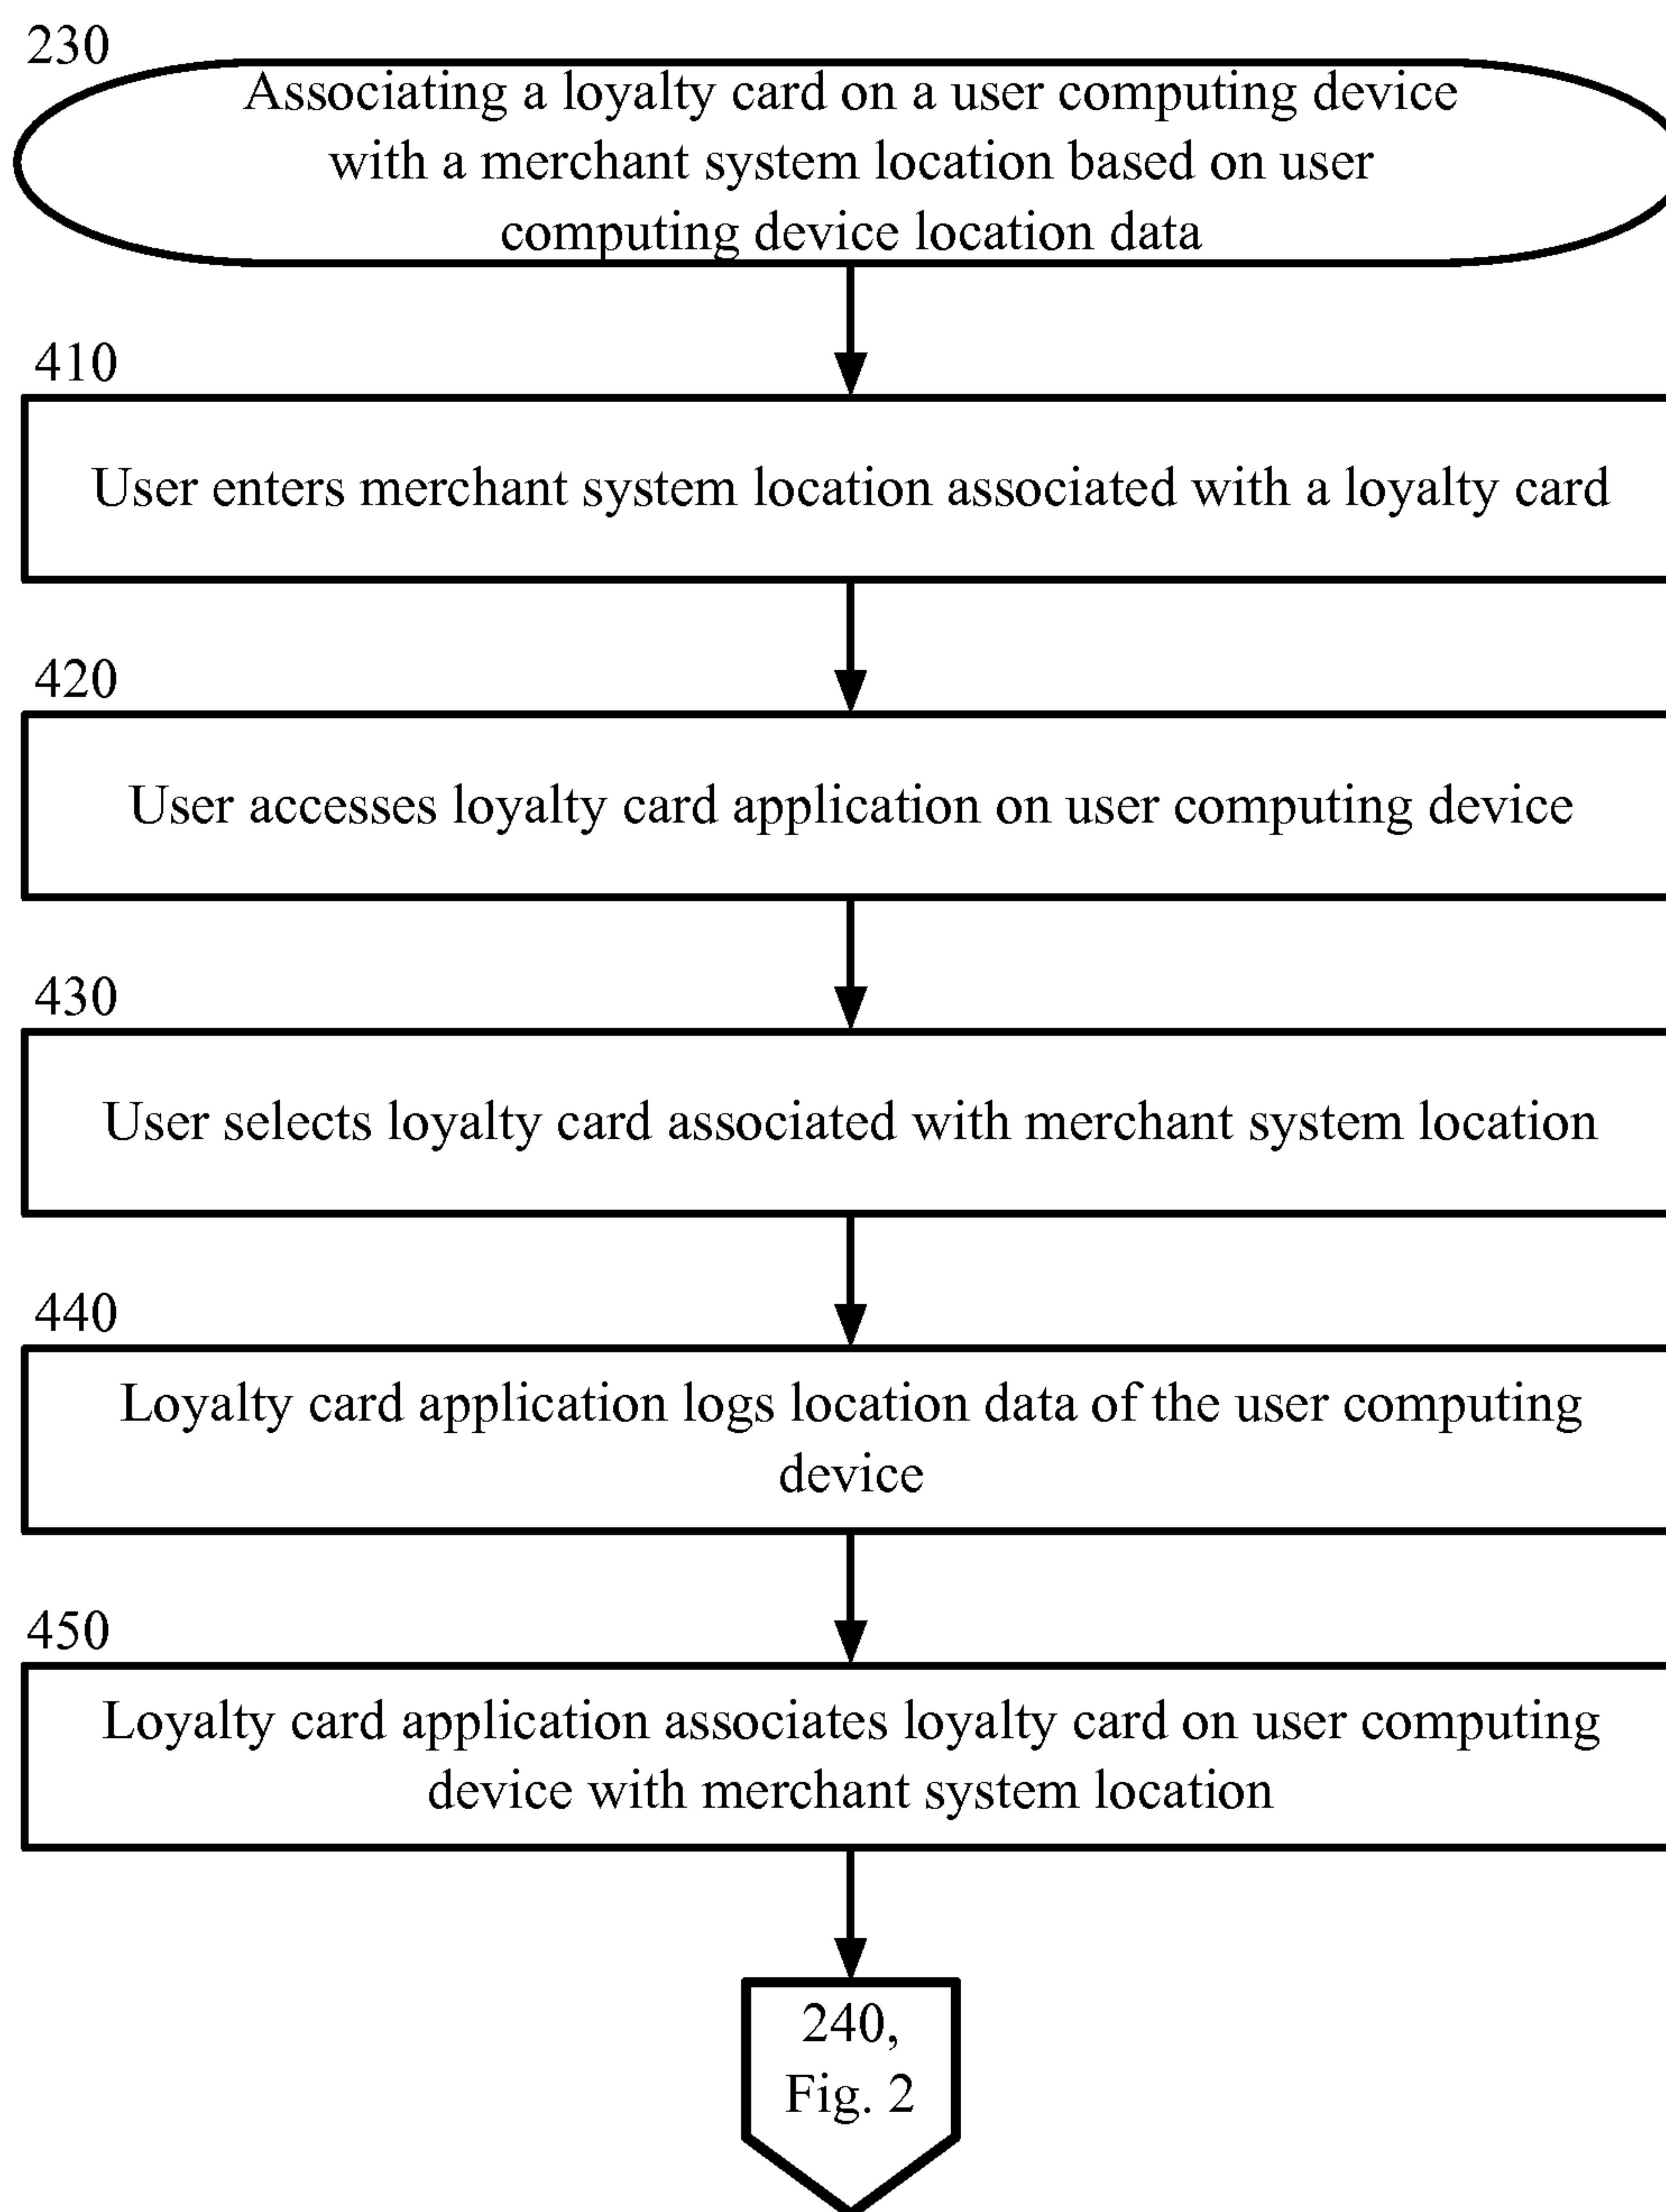 230
Associating a loyalty card on a user computing device
with a merchant system location based on user
computing device location data
410
User enters merchant system location associated with a loyalty card
420
User accesses loyalty card application on user computing device
430
User selects loyalty card associated with merchant system location
440
Loyalty card application logs location data of the user computing
device
450
Loyalty card application associates loyalty card on user computing
device with merchant system location
240,
Fig. 2